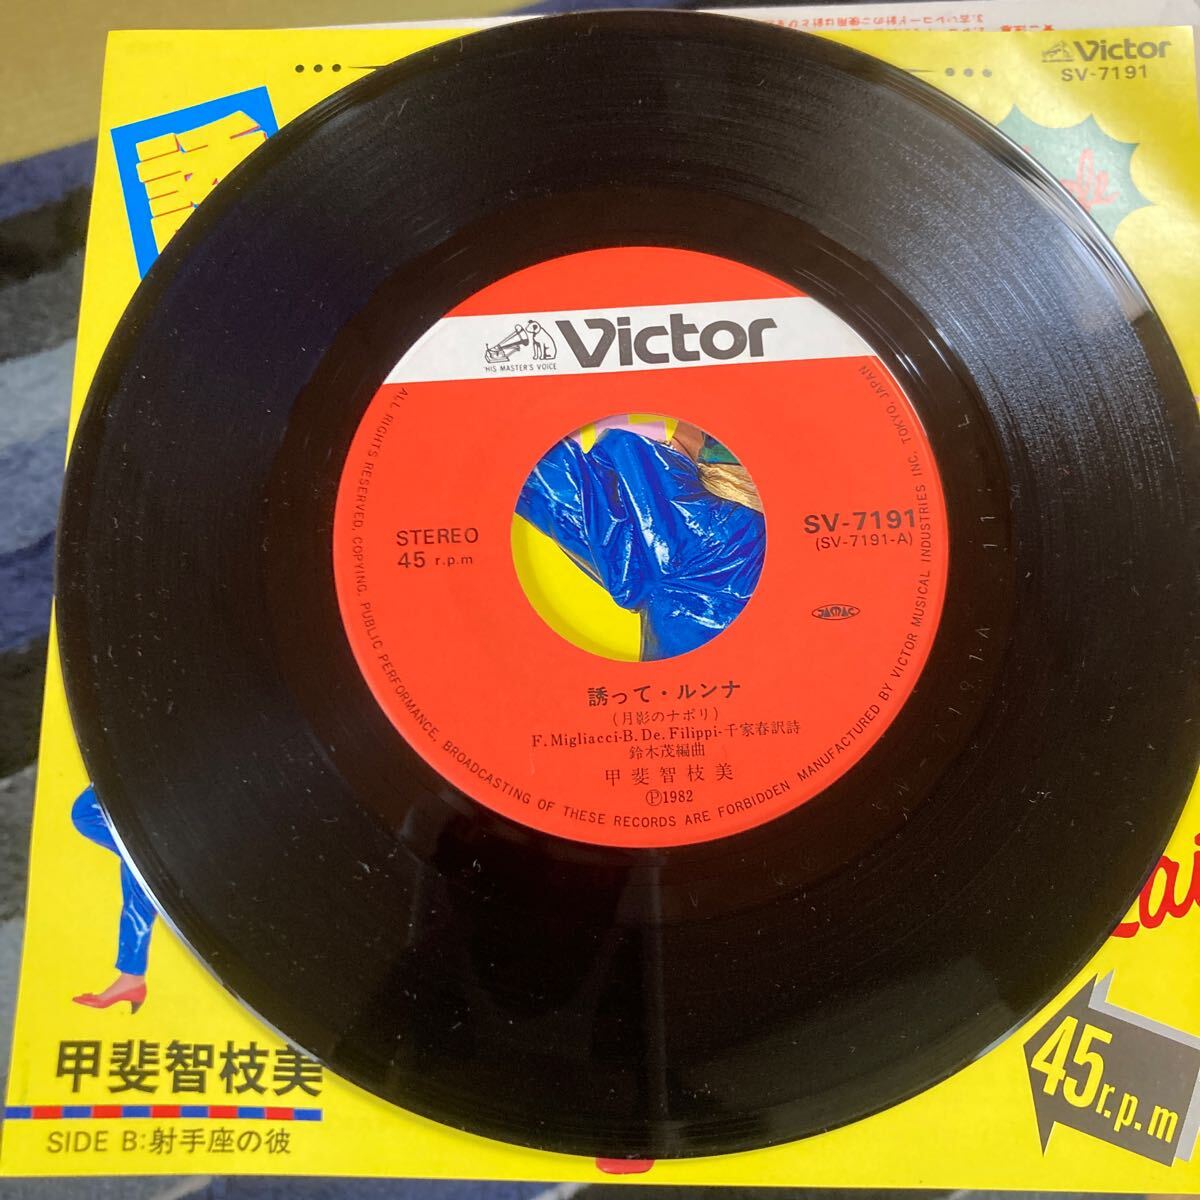 Victor
SV-7191
Victor
"HIS MASTER'S VOICE"
STEREO
45 r.p.m
SV-7191
(SV-7191-A)
JASRAC
誘って・ルンナ
(月影のナポリ)
F. Migliacci-B. De. Filippi-千家春訳詩
鈴木茂編曲
甲斐智枝美
Ⓟ1982
ALL RIGHTS RESERVED. COPYING, PUBLIC PERFORMANCE, BROADCASTING OF THESE RECORDS ARE FORBIDDEN MANUFACTURED BY VICTOR MUSICAL INDUSTRIES INC. TOKYO, JAPAN
甲斐智枝美
SIDE B:射手座の彼
45r.p.m